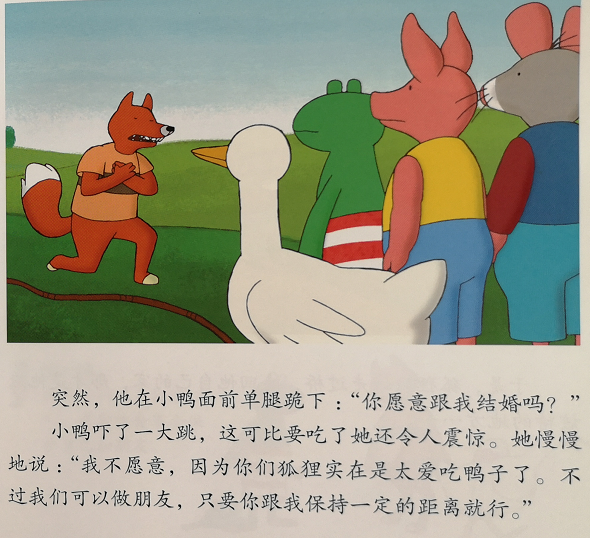 突然，他在小鸭面前单腿跪下：“你愿意跟我结婚吗？”
小鸭吓了一大跳，这可比要吃了她还令人震惊。她慢慢
地说：“我不愿意，因为你们狐狸实在是太爱吃鸭子了。不
过我们可以做朋友，只要你跟我保持一定的距离就行。”